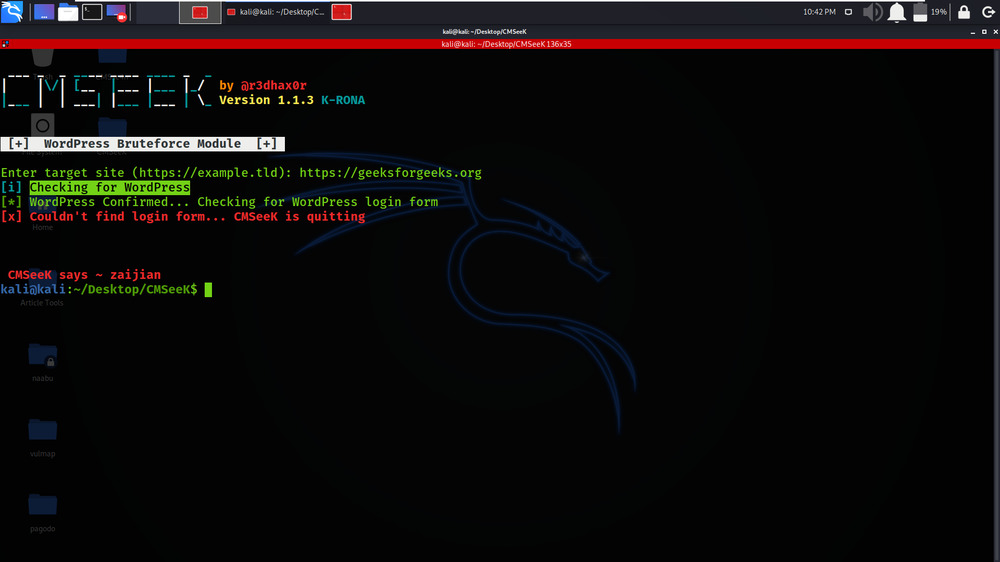 kali@kali: ~/Desktop/C...
10:42 PM
19%
kali@kali: ~/Desktop/CMSeeK
kali@kali: ~/Desktop/CMSeeK 136x35
CMSEEK by @r3dhax0r
Version 1.1.3 K-RONA
[+] WordPress Bruteforce Module [+]
Enter target site (https://example.tld): https://geeksforgeeks.org
[i] Checking for WordPress
[*] WordPress Confirmed... Checking for WordPress login form
[x] Couldn't find login form... CMSeeK is quitting
Home
CMSeeK says ~ zaijian
kali@kali:~/Desktop/CMSeeK$
Article Tools
naabu
vulmap
pagodo